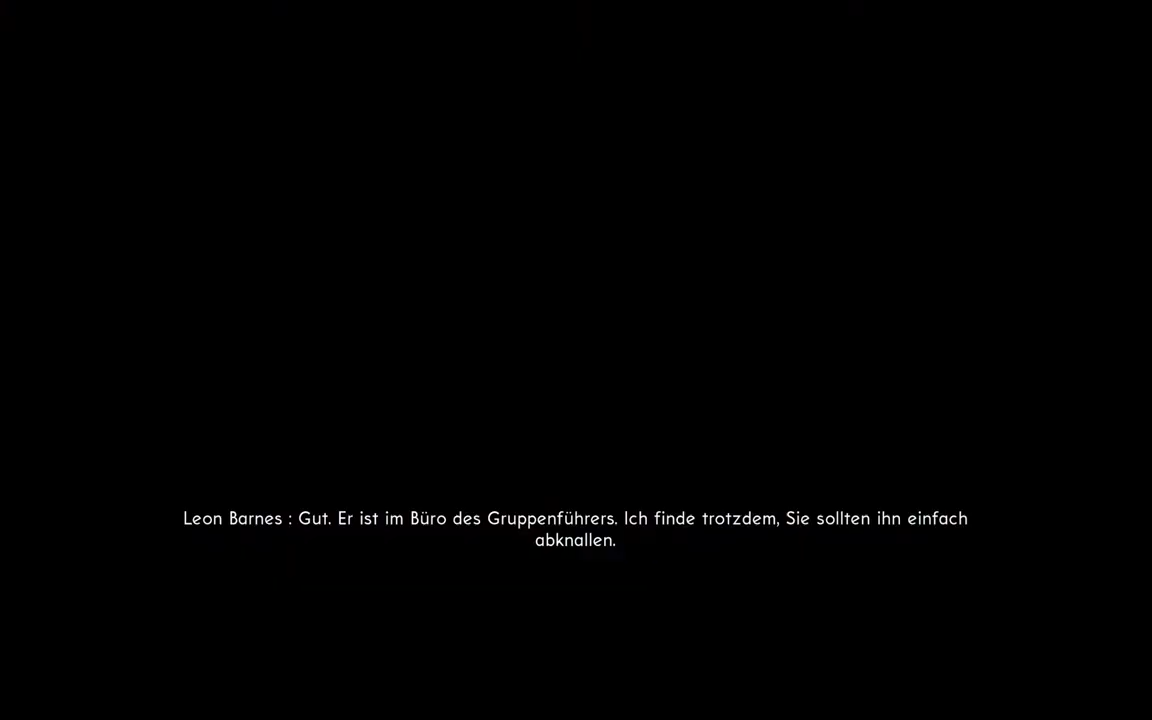 Leon Barnes : Gut. Er ist im Büro des Gruppenführers. Ich finde trotzdem, Sie sollten ihn einfach
abknallen.